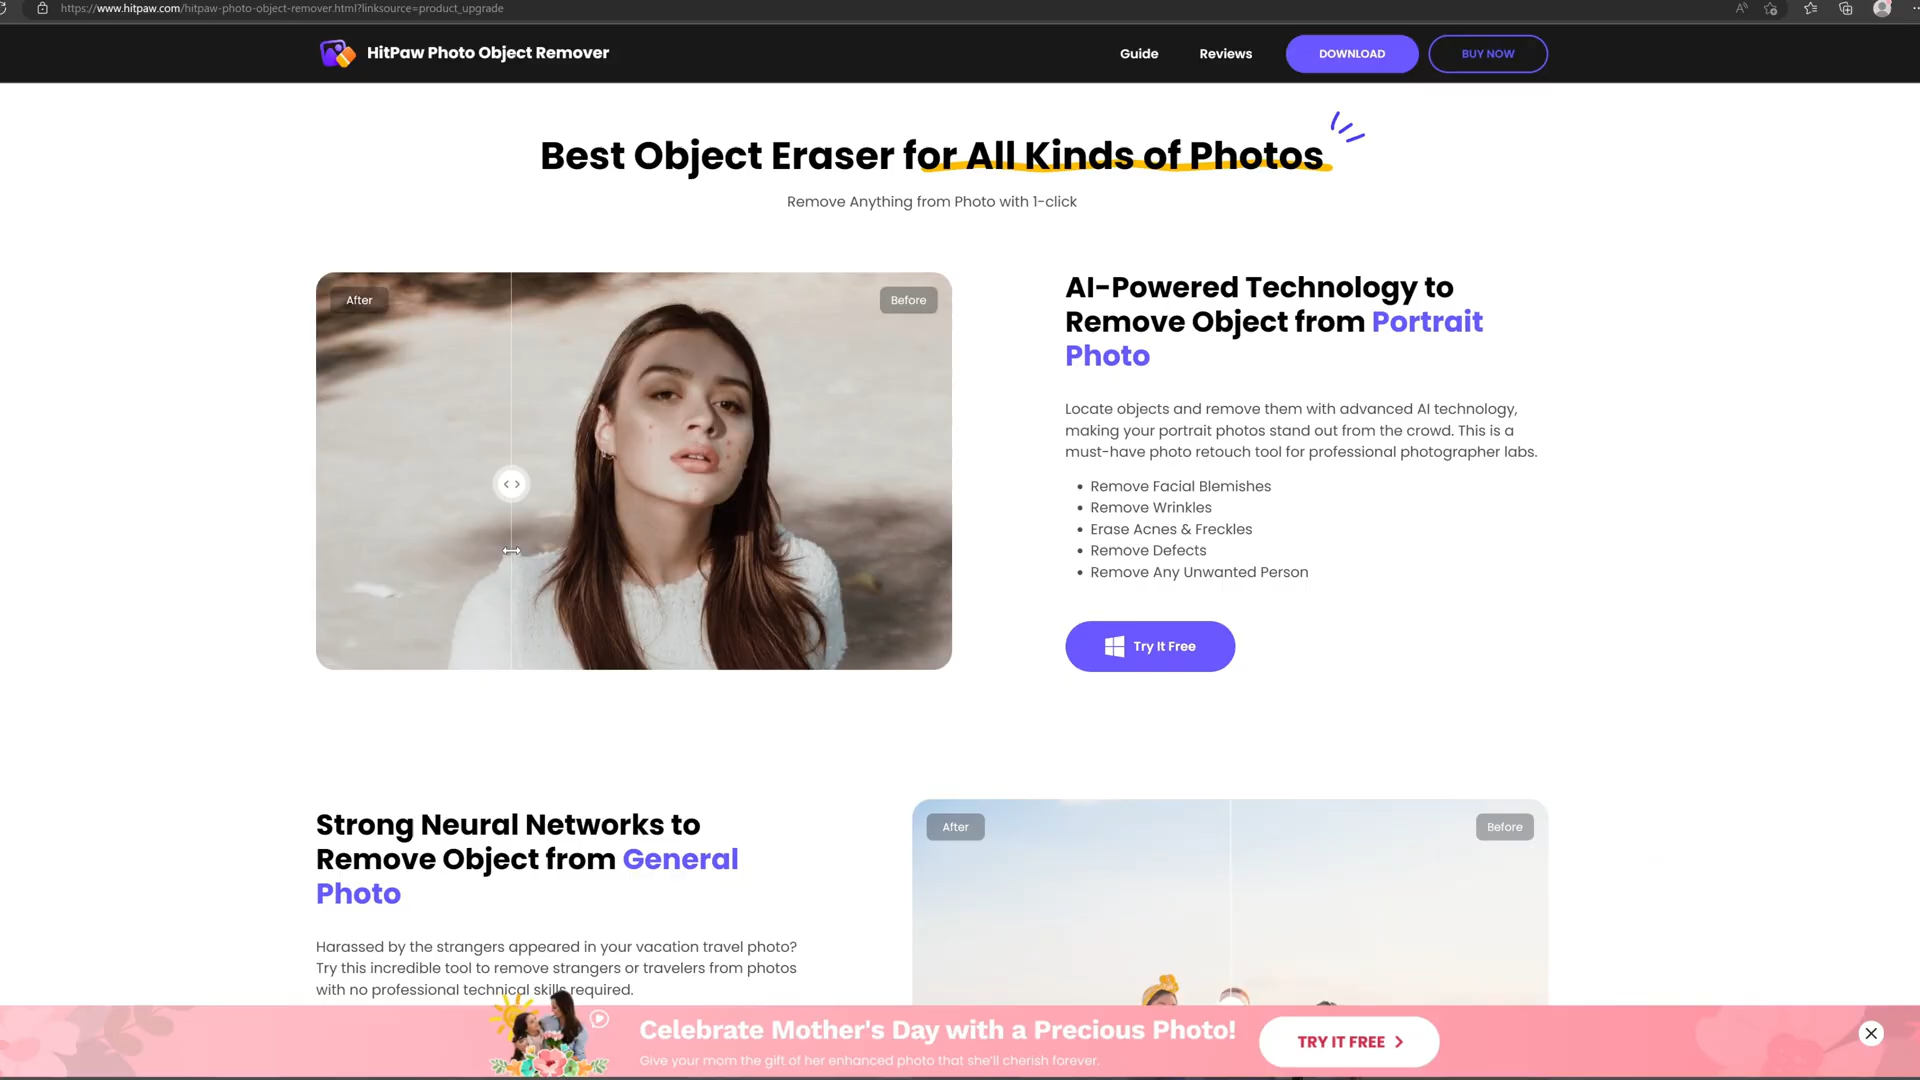 https://www.hitpaw.com/hitpaw-photo-object-remover.html?linksource=product_upgrade
HitPaw Photo Object Remover
Guide
Reviews
DOWNLOAD
BUY NOW
Best Object Eraser for All Kinds of Photos
Remove Anything from Photo with 1-click
After
Before
AI-Powered Technology to
Remove Object from Portrait
Photo
Locate objects and remove them with advanced AI technology,
making your portrait photos stand out from the crowd. This is a
must-have photo retouch tool for professional photographer labs.
• Remove Facial Blemishes
• Remove Wrinkles
• Erase Acnes & Freckles
• Remove Defects
• Remove Any Unwanted Person
Try It Free
Strong Neural Networks to
Remove Object from General
Photo
Harassed by the strangers appeared in your vacation travel photo?
Try this incredible tool to remove strangers or travelers from photos
with no professional technical skills required.
After
Before
Celebrate Mother's Day with a Precious Photo!
Give your mom the gift of her enhanced photo that she'll cherish forever.
TRY IT FREE